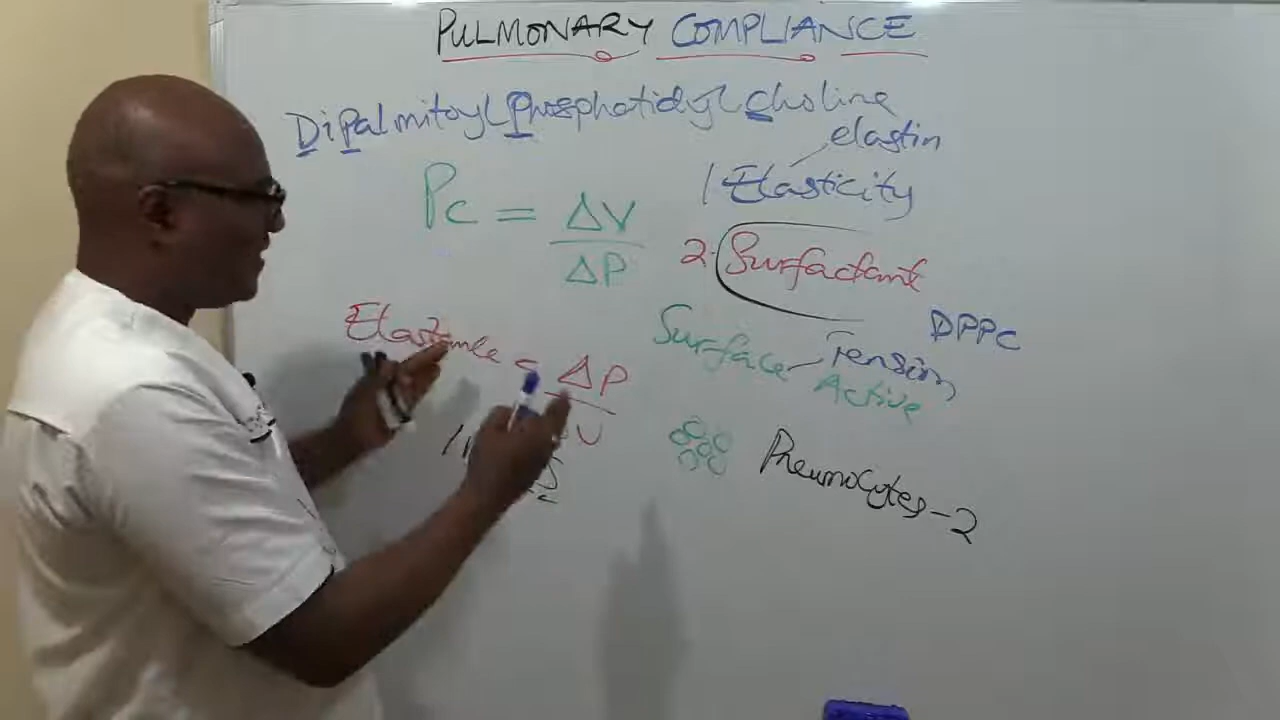 PULMONARY COMPLIANCE
DiPalmitoyl Phosphatidyl choline
elastin
1 Elasticity
Pc = ΔV
ΔP
2. Surfactant
DPPC
Surface Tension
Active
Elastance = ΔP
V
Pneumocytes-2